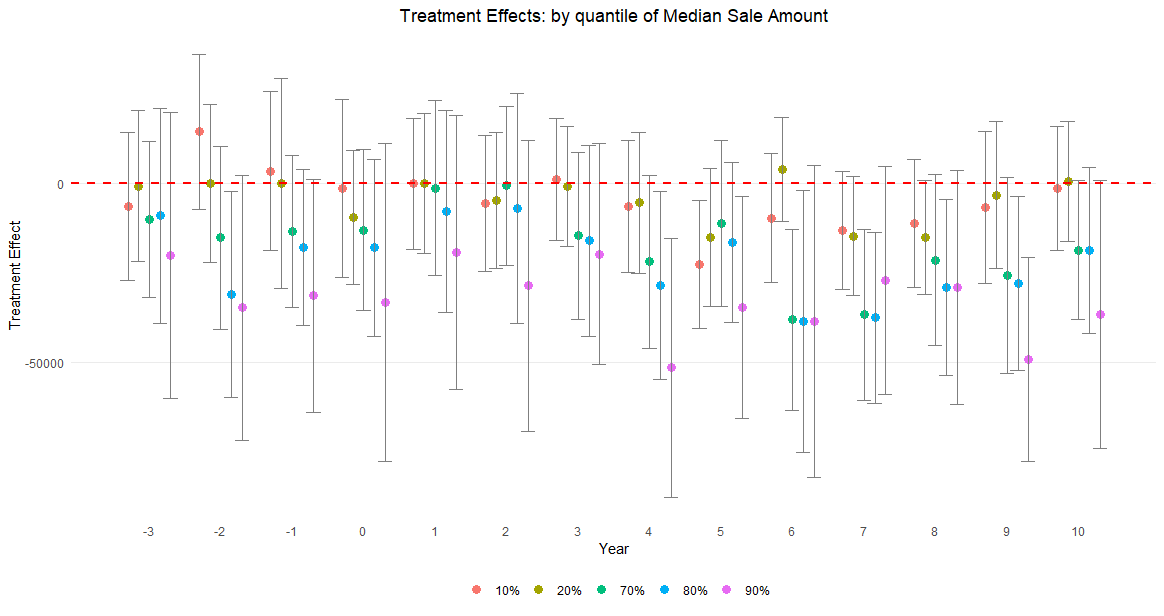 Treatment Effects: by quantile of Median Sale Amount
Treatment Effect
0
-50000
-3 -2 -1 0 1 2 3 4 5 6 7 8 9 10
Year
10% 20% 70% 80% 90%